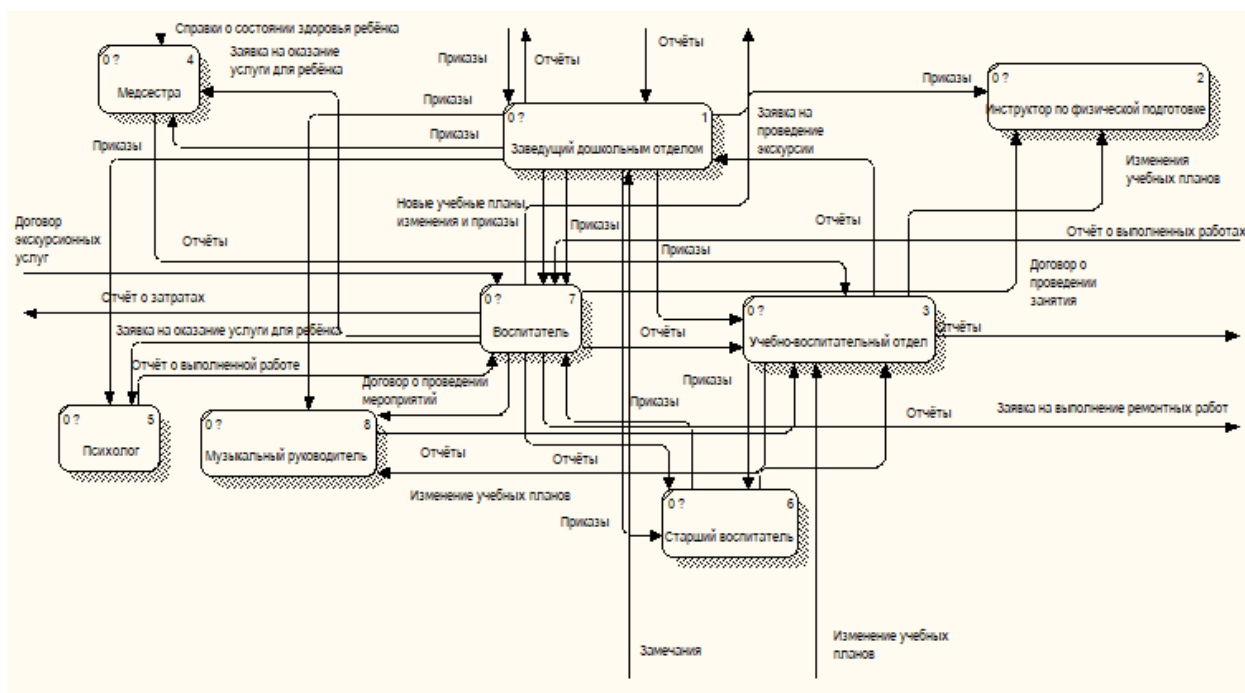 Справки о состоянии здоровья ребёнка
0 ?
4
Медсестра
Заявка на оказание
услуги для ребёнка
Приказы
Отчёты
Отчёты
Приказы
0 ?
2
Инструктор по физической подготовке
Приказы
Приказы
Приказы
0 ?
1
Заведущий дошкольным отделом
Заявка на
проведение
экскурсии
Изменения
учебных планов
Договор
экскурсионных
услуг
Отчёты
Новые учебные планы,
изменения и приказы
Приказы
Приказы
Отчёты
Отчёт о выполненных работах
Договор о
проведении
занятия
Отчёт о затратах
0 ?
7
Воспитатель
0 ?
3
Учебно-воспитательный отдел
Отчёты
Отчёты
Заявка на оказание услуги для ребёнка
Отчёт о выполненной работе
Договор о проведении
мероприятий
Приказы
Приказы
Отчёты
Заявка на выполнение ремонтных работ
0 ?
5
Психолог
0 ?
8
Музыкальный руководитель
Отчёты
Отчёты
Изменение учебных планов
0 ?
6
Старший воспитатель
Приказы
Замечания
Изменение учебных
планов